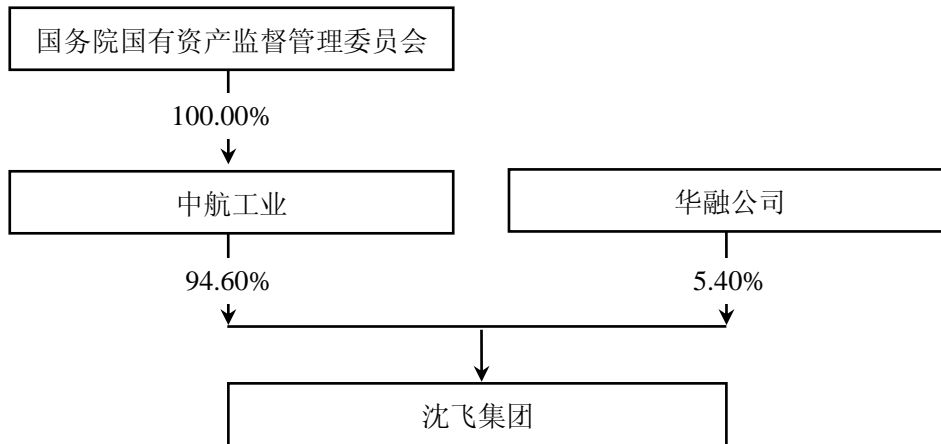 国务院国有资产监督管理委员会
100.00%
中航工业
华融公司
94.60%
5.40%
沈飞集团